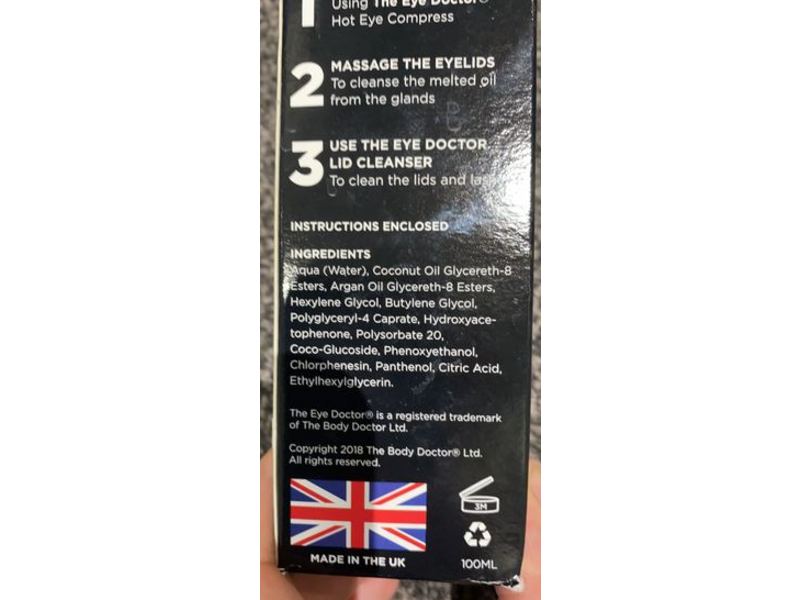 1
Using The Eye Doctor®
Hot Eye Compress
2
MASSAGE THE EYELIDS
To cleanse the melted oil
from the glands
3
USE THE EYE DOCTOR
LID CLEANSER
To clean the lids and
INSTRUCTIONS ENCLOSED
INGREDIENTS
Aqua (Water), Coconut Oil Glycereth-8
Esters, Argan Oil Glycereth-8 Esters,
Hexylene Glycol, Butylene Glycol,
Polyglyceryl-4 Caprate, Hydroxyace-
tophenone, Polysorbate 20,
Coco-Glucoside, Phenoxyethanol,
Chlorphenesin, Panthenol, Citric Acid,
Ethylhexylglycerin.
The Eye Doctor® is a registered trademark
of The Body Doctor Ltd.
Copyright 2018 The Body Doctor® Ltd.
All rights reserved.
3M
MADE IN THE UK
100ML